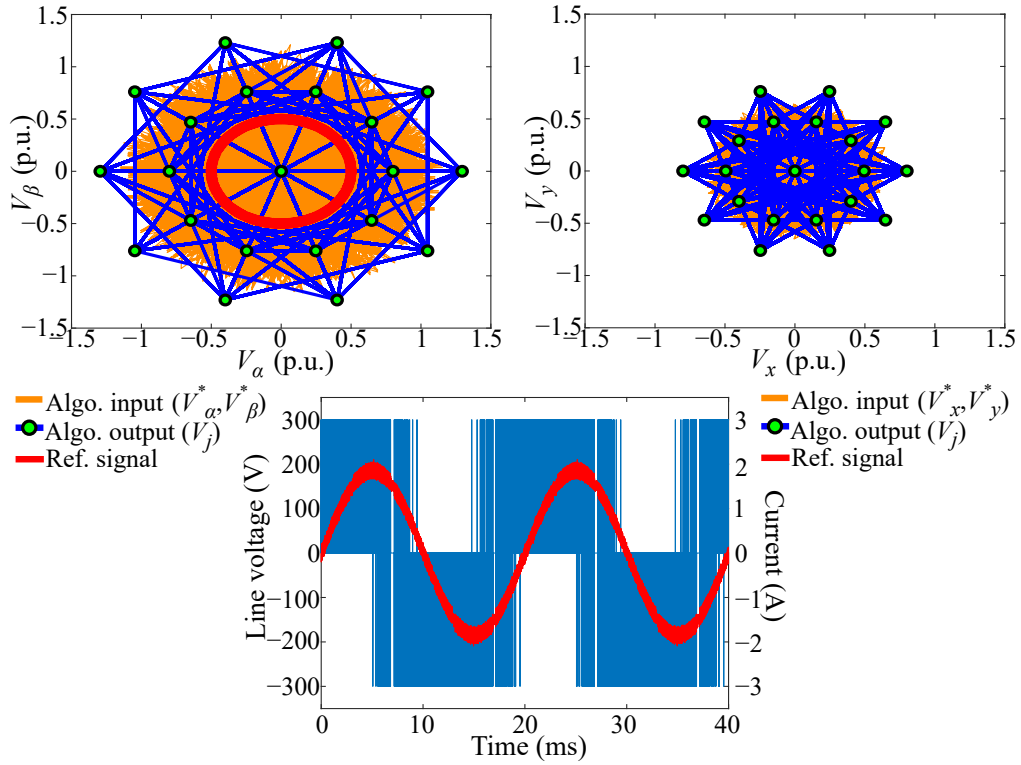 1.5
1
0.5
0
−0.5
−1
−1.5
V_β (p.u.)
−1.5 −1 −0.5 0 0.5 1 1.5
V_α (p.u.)
1.5
1
0.5
0
−0.5
−1
−1.5
V_y (p.u.)
−1.5 −1 −0.5 0 0.5 1 1.5
V_x (p.u.)
Algo. input (V*_α,V*_β)
Algo. output (V_j)
Ref. signal
Algo. input (V*_x,V*_y)
Algo. output (V_j)
Ref. signal
300
200
100
0
−100
−200
−300
Line voltage (V)
3
2
1
0
−1
−2
−3
Current (A)
0 10 20 30 40
Time (ms)